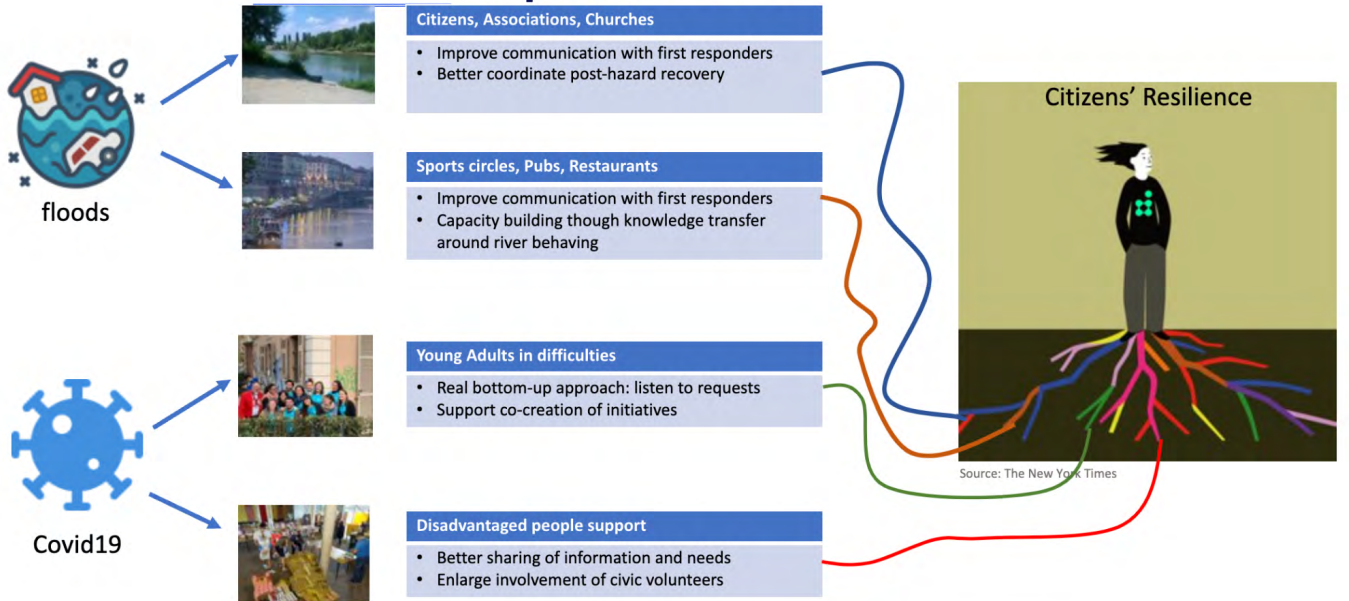 Citizens, Associations, Churches
• Improve communication with first responders
• Better coordinate post-hazard recovery
floods
Sports circles, Pubs, Restaurants
• Improve communication with first responders
• Capacity building though knowledge transfer
around river behaving
Young Adults in difficulties
• Real bottom-up approach: listen to requests
• Support co-creation of initiatives
Covid19
Disadvantaged people support
• Better sharing of information and needs
• Enlarge involvement of civic volunteers
Citizens’ Resilience
Source: The New York Times